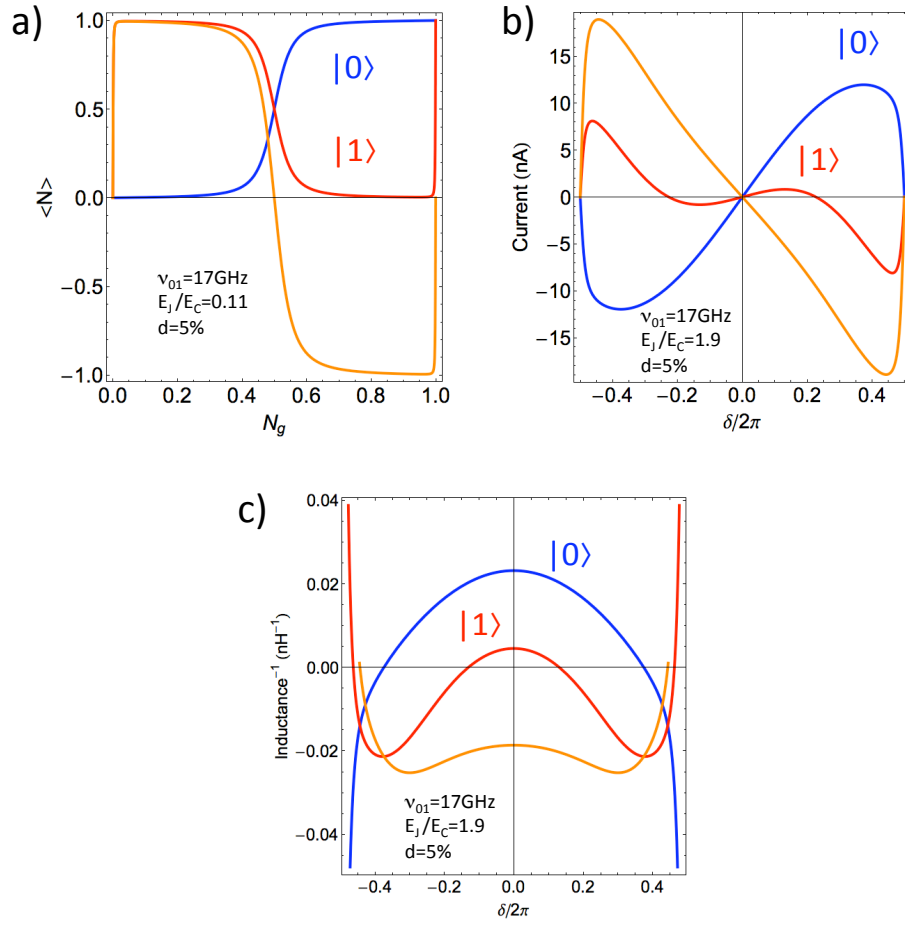 a)
1.0
0.5
0.0
−0.5
−1.0
<N>
|0⟩
|1⟩
ν01=17GHz
EJ/EC=0.11
d=5%
0.0 0.2 0.4 0.6 0.8 1.0
Ng
b)
15
10
5
0
−5
−10
−15
Current (nA)
|0⟩
|1⟩
ν01=17GHz
EJ/EC=1.9
d=5%
−0.4 −0.2 0.0 0.2 0.4
δ/2π
c)
0.04
0.02
0.00
−0.02
−0.04
Inductance⁻¹ (nH⁻¹)
|0⟩
|1⟩
ν01=17GHz
EJ/EC=1.9
d=5%
−0.4 −0.2 0.0 0.2 0.4
δ/2π